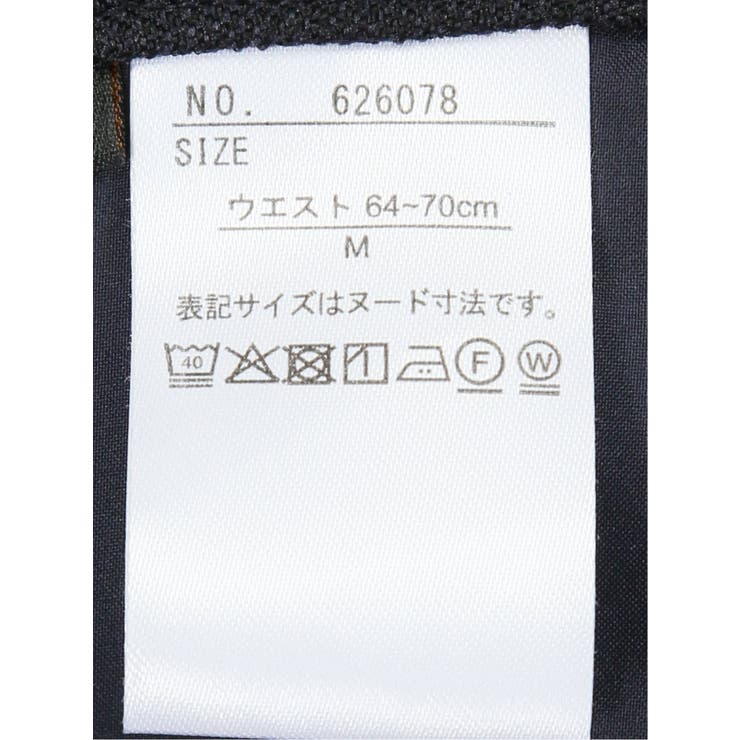 NO. 626078
SIZE
ウエスト 64~70cm
M
表記サイズはヌード寸法です。
40 F W